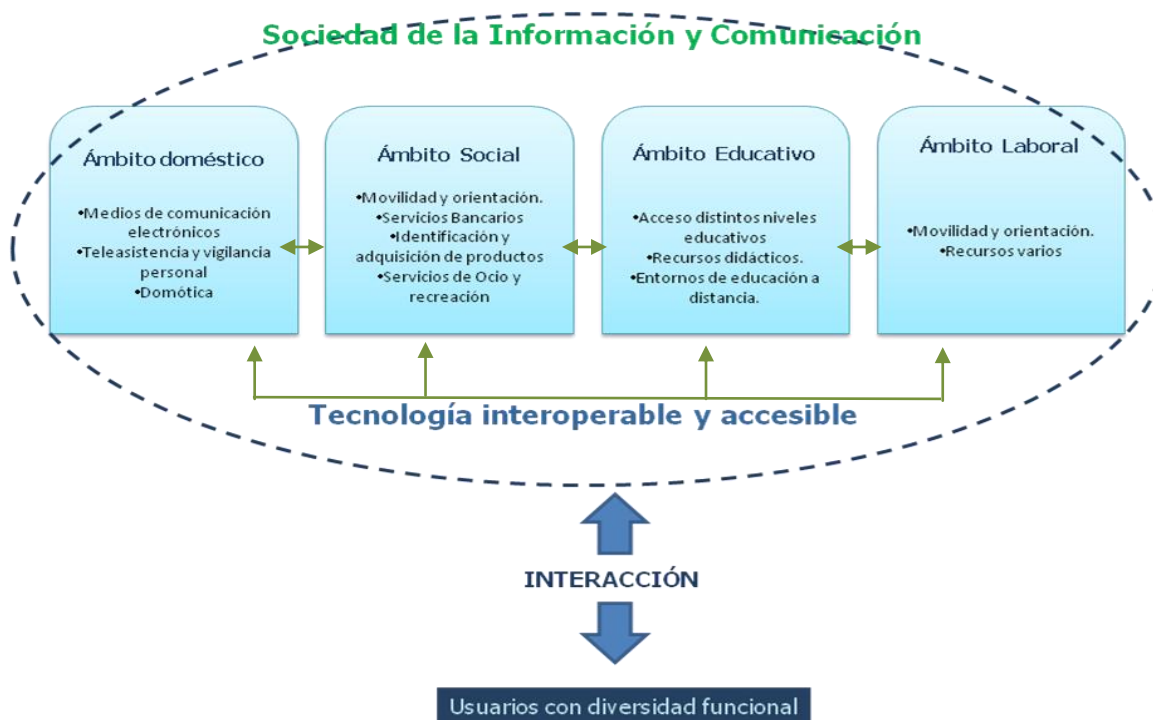 Sociedad de la Información y Comunicación
Ámbito doméstico
•Medios de comunicación
electrónicos
•Teleasistencia y vigilancia
personal
•Domótica
Ámbito Social
•Movilidad y orientación.
•Servicios Bancarios
•Identificación y
adquisición de productos
•Servicios de Ocio y
recreación
Ámbito Educativo
•Acceso distintos niveles
educativos
•Recursos didácticos.
•Entornos de educación a
distancia.
Ámbito Laboral
•Movilidad y orientación.
•Recursos varios
Tecnología interoperable y accesible
INTERACCIÓN
Usuarios con diversidad funcional